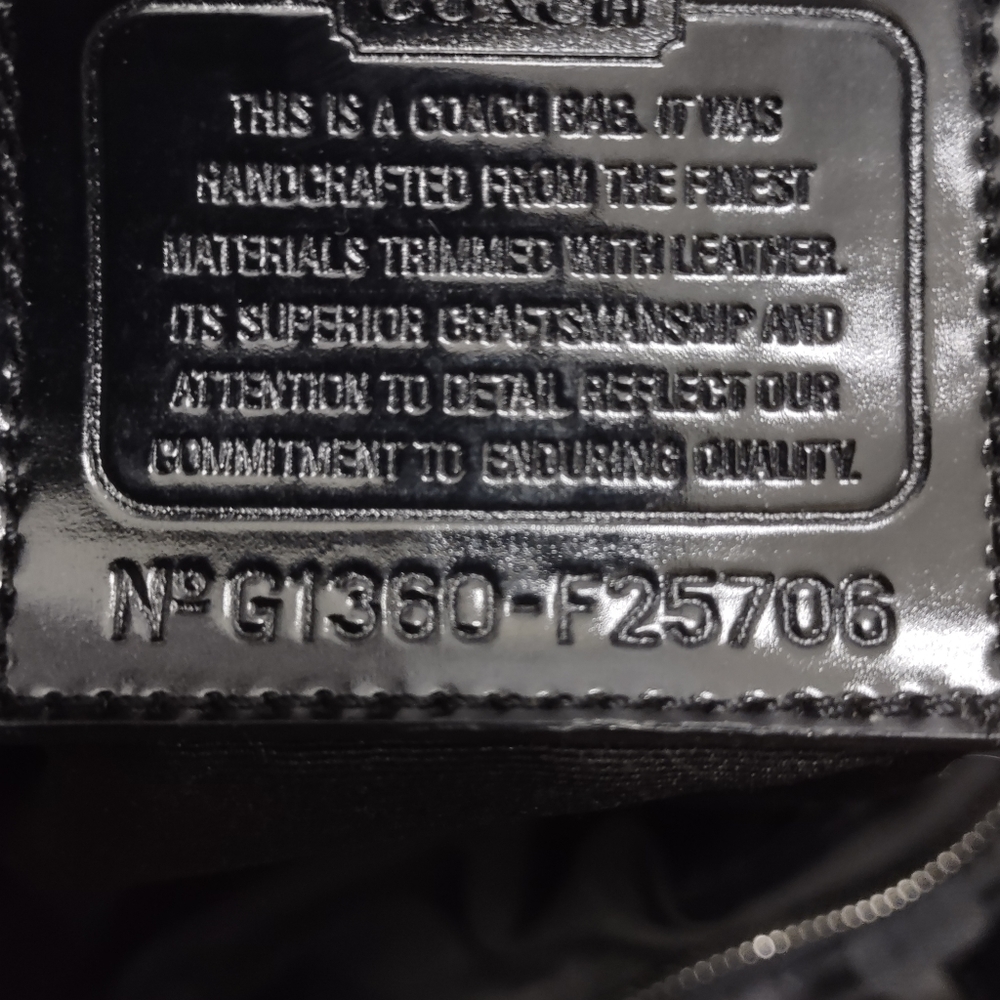 COACH
THIS IS A COACH BAG. IT WAS
HANDCRAFTED FROM THE FINEST
MATERIALS TRIMMED WITH LEATHER.
ITS SUPERIOR CRAFTSMANSHIP AND
ATTENTION TO DETAIL REFLECT OUR
COMMITMENT TO ENDURING QUALITY.
Nº G1360-F25706